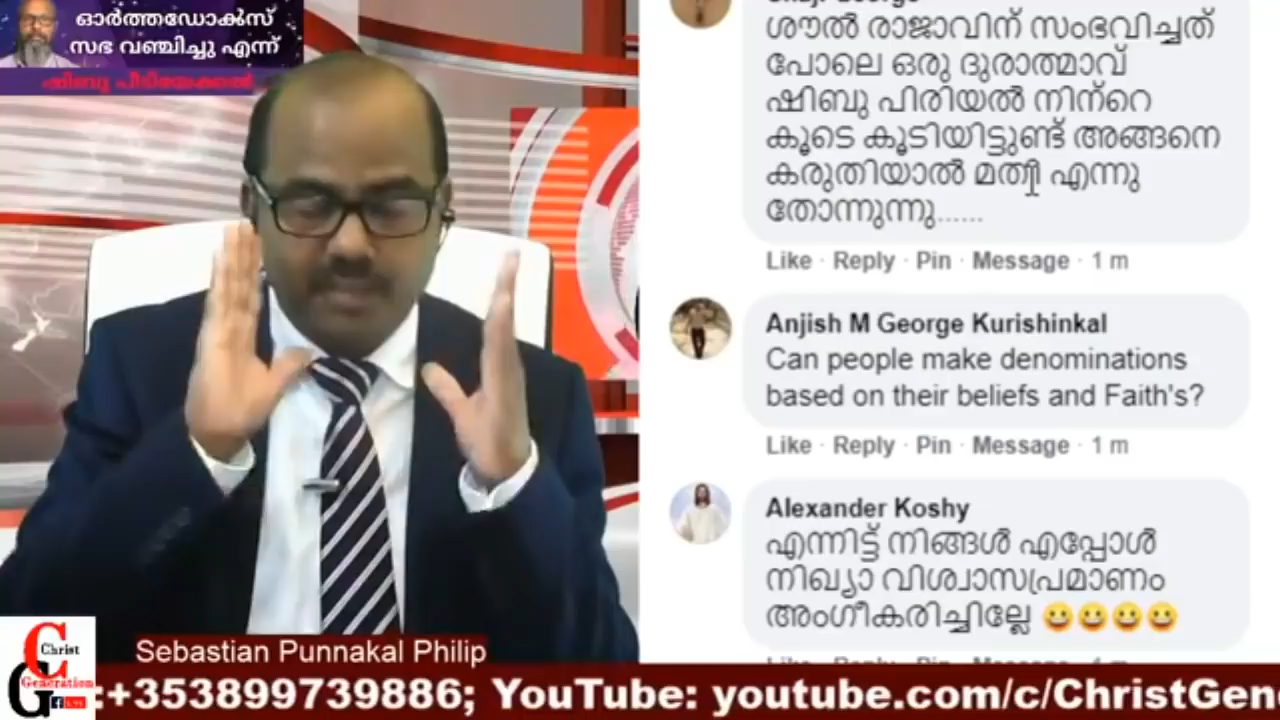 ഓർത്തഡോക്സ്
സഭ വഞ്ചിച്ചു എന്ന്
ശൗൽ രാജാവിന് സംഭവിച്ചത്
പോലെ ഒരു ദുരാത്മാവ്
ഷിബു പിരിയൽ നിന്റെ
കൂടെ കൂടിയിട്ടുണ്ട് അങ്ങനെ
കരുതിയാൽ മതീ എന്നു
തോന്നുന്നു......
Like · Reply · Pin · Message · 1 m
Anjish M George Kurishinkal
Can people make denominations
based on their beliefs and Faith's?
Like · Reply · Pin · Message · 1 m
Alexander Koshy
എന്നിട്ട് നിങ്ങൾ എപ്പോൾ
നിഖ്യാ വിശ്വാസപ്രമാണം
അംഗീകരിച്ചില്ലേ 😀😀😀😀
Sebastian Punnakal Philip
Christ
Generation
:+353899739886; YouTube: youtube.com/c/ChristGen